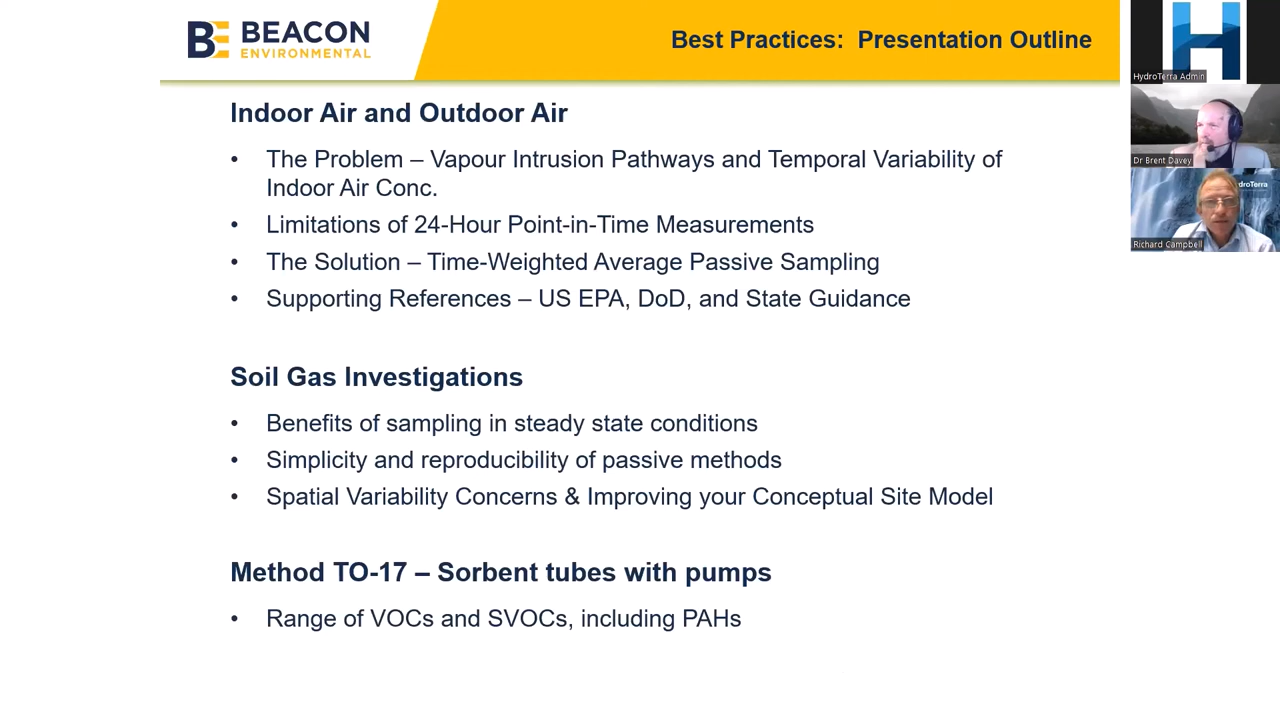 BEACON
ENVIRONMENTAL
Best Practices:  Presentation Outline
HydroTerra Admin
Dr Brent Davey
droTerra
Richard Campbell
Indoor Air and Outdoor Air
• The Problem – Vapour Intrusion Pathways and Temporal Variability of
Indoor Air Conc.
• Limitations of 24-Hour Point-in-Time Measurements
• The Solution – Time-Weighted Average Passive Sampling
• Supporting References – US EPA, DoD, and State Guidance
Soil Gas Investigations
• Benefits of sampling in steady state conditions
• Simplicity and reproducibility of passive methods
• Spatial Variability Concerns & Improving your Conceptual Site Model
Method TO-17 – Sorbent tubes with pumps
• Range of VOCs and SVOCs, including PAHs